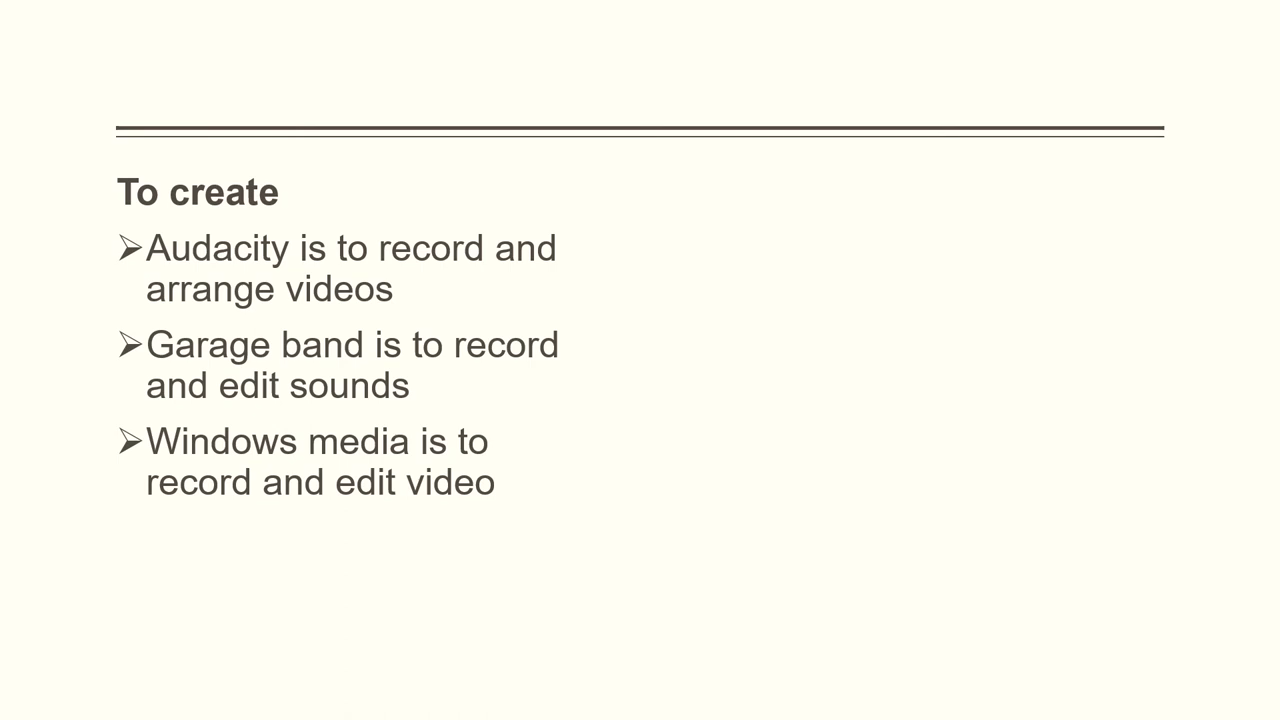 To create
➢Audacity is to record and
arrange videos
➢Garage band is to record
and edit sounds
➢Windows media is to
record and edit video